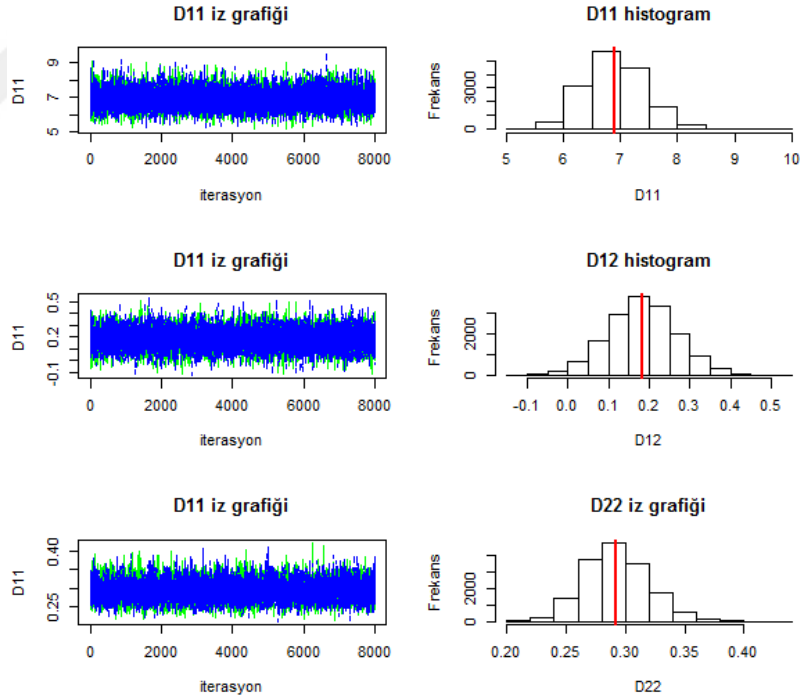 D11 iz grafiği
D11
5 7 9
0 2000 4000 6000 8000
iterasyon
D11 histogram
Frekans
0 3000
5 6 7 8 9 10
D11
D11 iz grafiği
D11
-0.1 0.2 0.5
0 2000 4000 6000 8000
iterasyon
D12 histogram
Frekans
0 2000
-0.1 0.0 0.1 0.2 0.3 0.4 0.5
D12
D11 iz grafiği
D11
0.25 0.40
0 2000 4000 6000 8000
iterasyon
D22 iz grafiği
Frekans
0 2000
0.20 0.25 0.30 0.35 0.40
D22